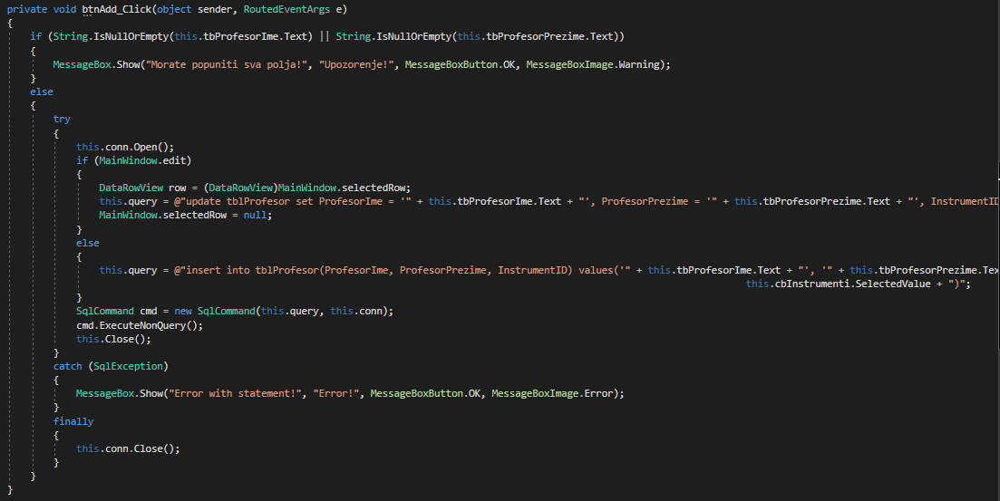 private void btnAdd_Click(object sender, RoutedEventArgs e)
{
if (String.IsNullOrEmpty(this.tbProfesorIme.Text) || String.IsNullOrEmpty(this.tbProfesorPrezime.Text))
{
MessageBox.Show("Morate popuniti sva polja!", "Upozorenje!", MessageBoxButton.OK, MessageBoxImage.Warning);
}
else
{
try
{
this.conn.Open();
if (MainWindow.edit)
{
DataRowView row = (DataRowView)MainWindow.selectedRow;
this.query = @"update tblProfesor set ProfesorIme = '" + this.tbProfesorIme.Text + "', ProfesorPrezime = '" + this.tbProfesorPrezime.Text + "', InstrumentID
MainWindow.selectedRow = null;
}
else
{
this.query = @"insert into tblProfesor(ProfesorIme, ProfesorPrezime, InstrumentID) values('" + this.tbProfesorIme.Text + "', '" + this.tbProfesorPrezime.Tex
this.cbInstrumenti.SelectedValue + ")";
}
SqlCommand cmd = new SqlCommand(this.query, this.conn);
cmd.ExecuteNonQuery();
this.Close();
}
catch (SqlException)
{
MessageBox.Show("Error with statement!", "Error!", MessageBoxButton.OK, MessageBoxImage.Error);
}
finally
{
this.conn.Close();
}
}
}